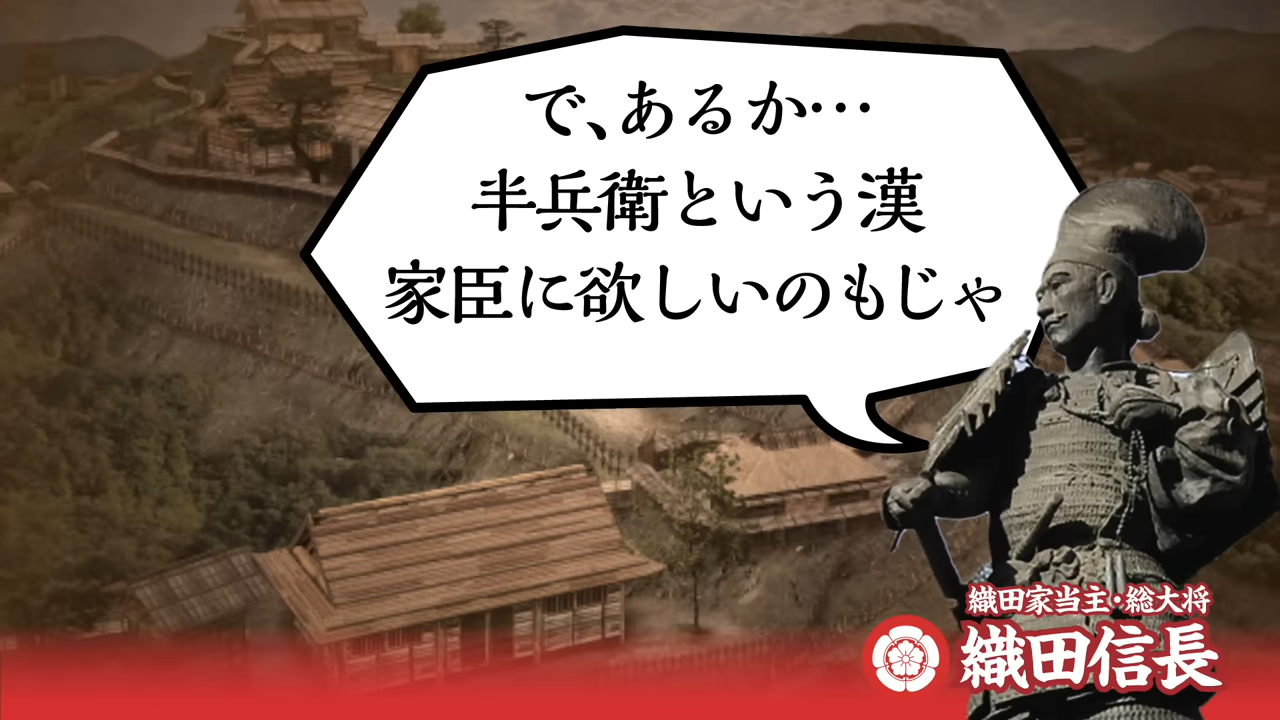 で、あるか…
半兵衛という漢
家臣に欲しいのもじゃ
織田家当主・総大将
織田信長